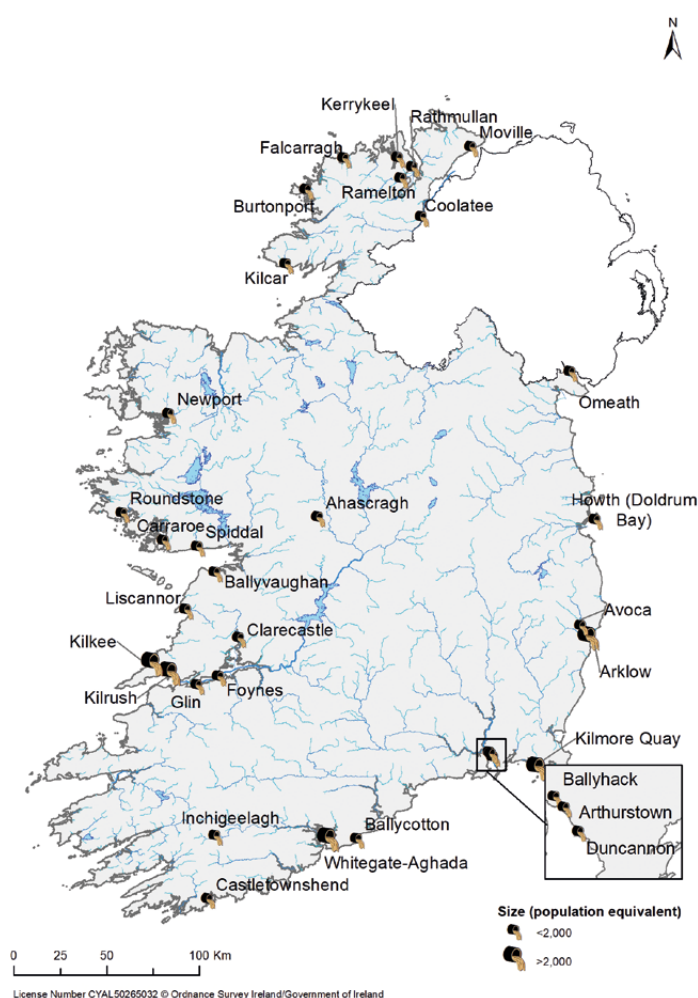 N
Kerrykeel
Rathmullan
Moville
Falcarragh
Ramelton
Burtonport
Coolatee
Kilcar
Omeath
Newport
Roundstone
Ahascragh
Howth (Doldrum
Bay)
Carraroe
Spiddal
Ballyvaughan
Liscannor
Avoca
Clarecastle
Kilkee
Arklow
Kilrush
Foynes
Glin
Kilmore Quay
Ballyhack
Arthurstown
Duncannon
Inchigeelagh
Ballycotton
Whitegate-Aghada
Castletownshend
Size (population equivalent)
<2,000
>2,000
0 25 50 100 Km
License Number CYAL50265032 © Ordnance Survey Ireland/Government of Ireland